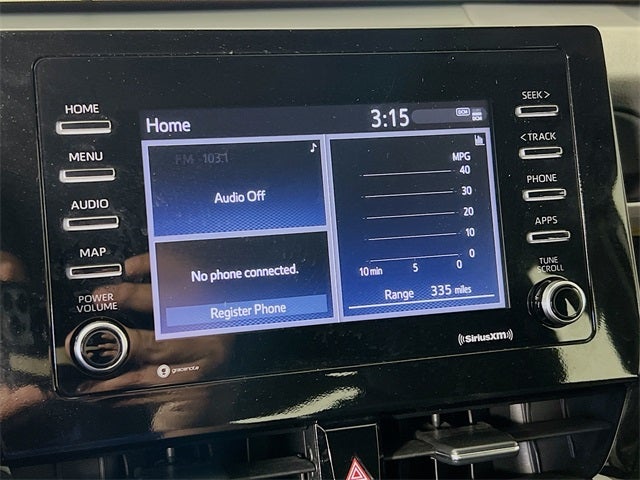 HOME
MENU
AUDIO
MAP
POWER
VOLUME
Home
3:15
DCM
FM 103.1
Audio Off
No phone connected.
Register Phone
MPG
40
30
20
10
0
10 min 5 0
Range 335 miles
SEEK >
< TRACK
PHONE
APPS
TUNE
SCROLL
gracenote
((SiriusXM))